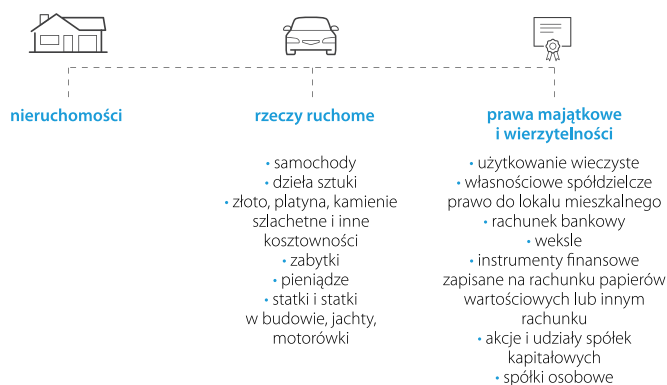 nieruchomości
rzeczy ruchome
• samochody
• dzieła sztuki
• złoto, platyna, kamienie
szlachetne i inne
kosztowności
• zabytki
• pieniądze
• statki i statki
w budowie, jachty,
motorówki
prawa majątkowe
i wierzytelności
• użytkowanie wieczyste
• własnościowe spółdzielcze
prawo do lokalu mieszkalnego
• rachunek bankowy
• weksle
• instrumenty finansowe
zapisane na rachunku papierów
wartościowych lub innym
rachunku
• akcje i udziały spółek
kapitałowych
• spółki osobowe